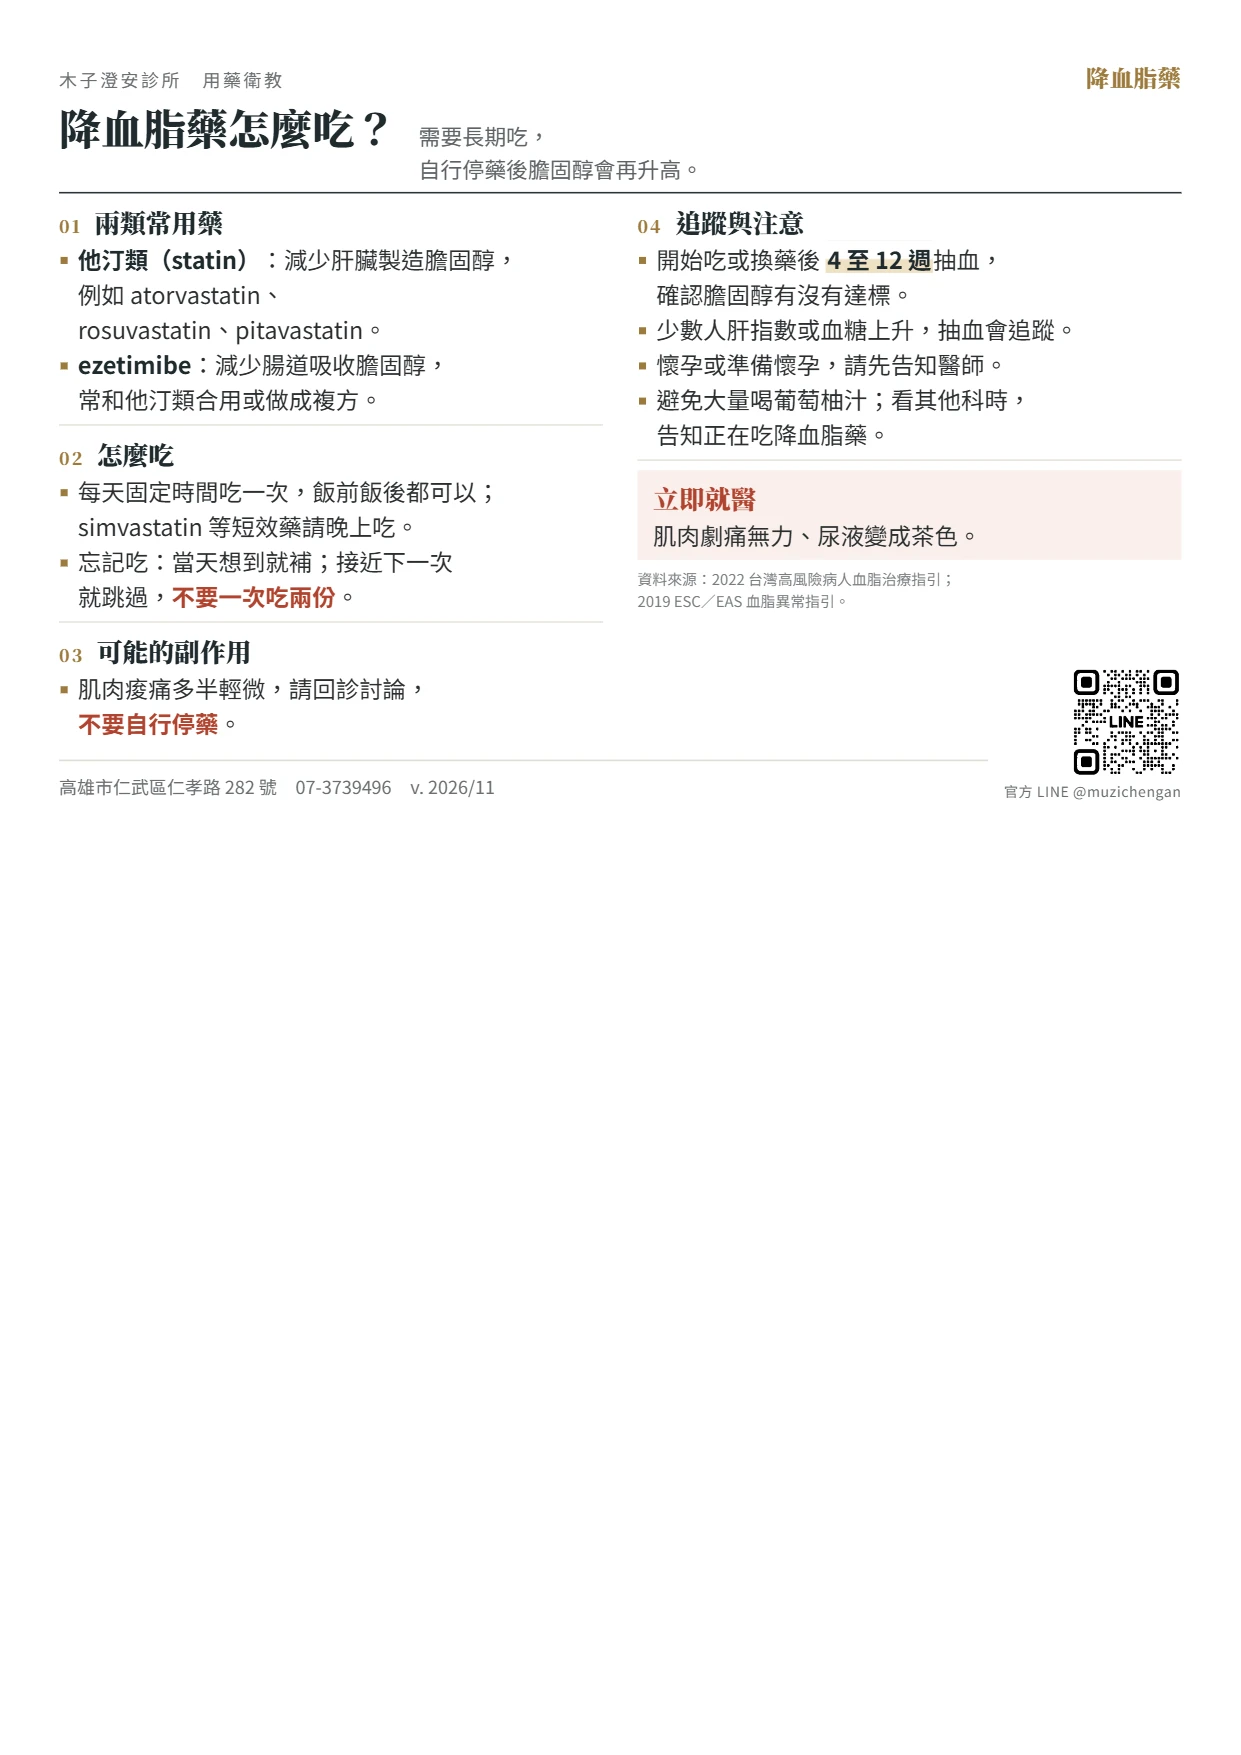 木子澄安診所　用藥衛教
降血脂藥
降血脂藥怎麼吃？
需要長期吃，
自行停藥後膽固醇會再升高。
01 兩類常用藥
▪ 他汀類（statin）：減少肝臟製造膽固醇，
例如 atorvastatin、
rosuvastatin、pitavastatin。
▪ ezetimibe：減少腸道吸收膽固醇，
常和他汀類合用或做成複方。
02 怎麼吃
▪ 每天固定時間吃一次，飯前飯後都可以；
simvastatin 等短效藥請晚上吃。
▪ 忘記吃：當天想到就補；接近下一次
就跳過，不要一次吃兩份。
03 可能的副作用
▪ 肌肉痠痛多半輕微，請回診討論，
不要自行停藥。
04 追蹤與注意
▪ 開始吃或換藥後 4 至 12 週抽血，
確認膽固醇有沒有達標。
▪ 少數人肝指數或血糖上升，抽血會追蹤。
▪ 懷孕或準備懷孕，請先告知醫師。
▪ 避免大量喝葡萄柚汁；看其他科時，
告知正在吃降血脂藥。
立即就醫
肌肉劇痛無力、尿液變成茶色。
資料來源：2022 台灣高風險病人血脂治療指引；
2019 ESC／EAS 血脂異常指引。
LINE
高雄市仁武區仁孝路 282 號　07-3739496　v. 2026/11
官方 LINE @muzichengan